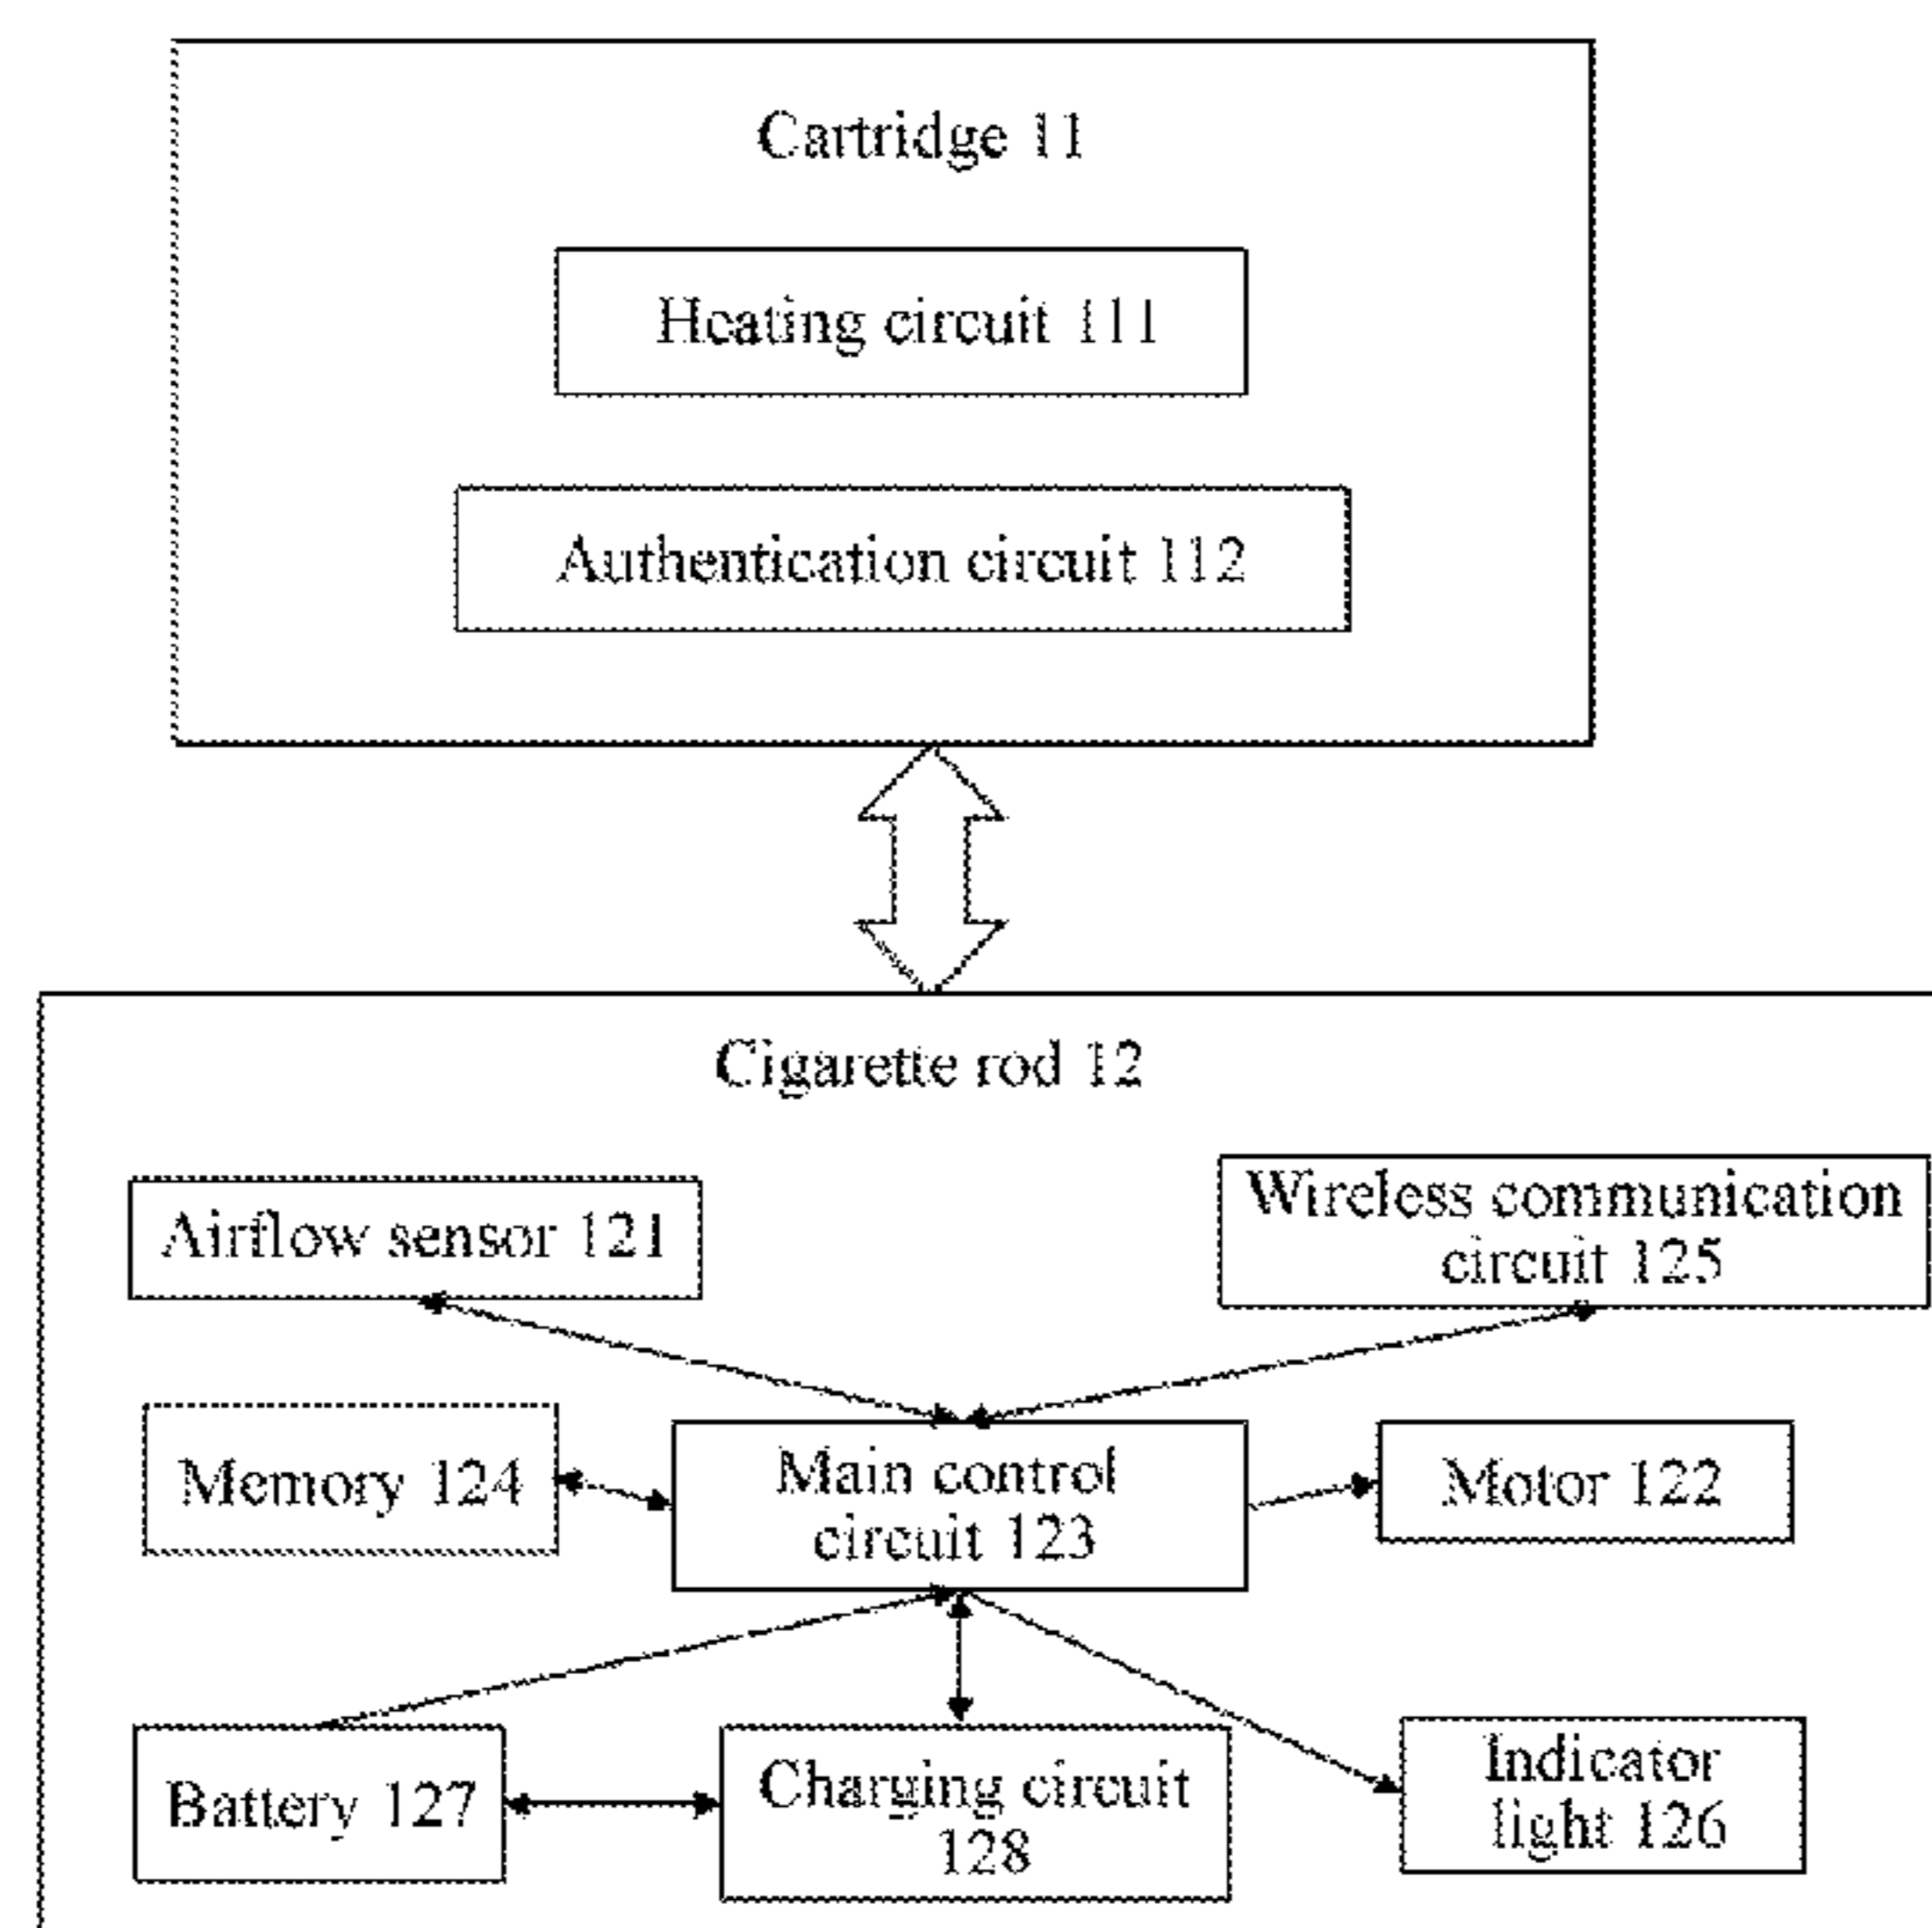 Cartridge 11
Heating circuit 111
Authentication circuit 112
Cigarette rod 12
Airflow sensor 121
Wireless communication
circuit 125
Memory 124
Main control
circuit 123
Motor 122
Battery 127
Charging circuit
128
Indicator
light 126